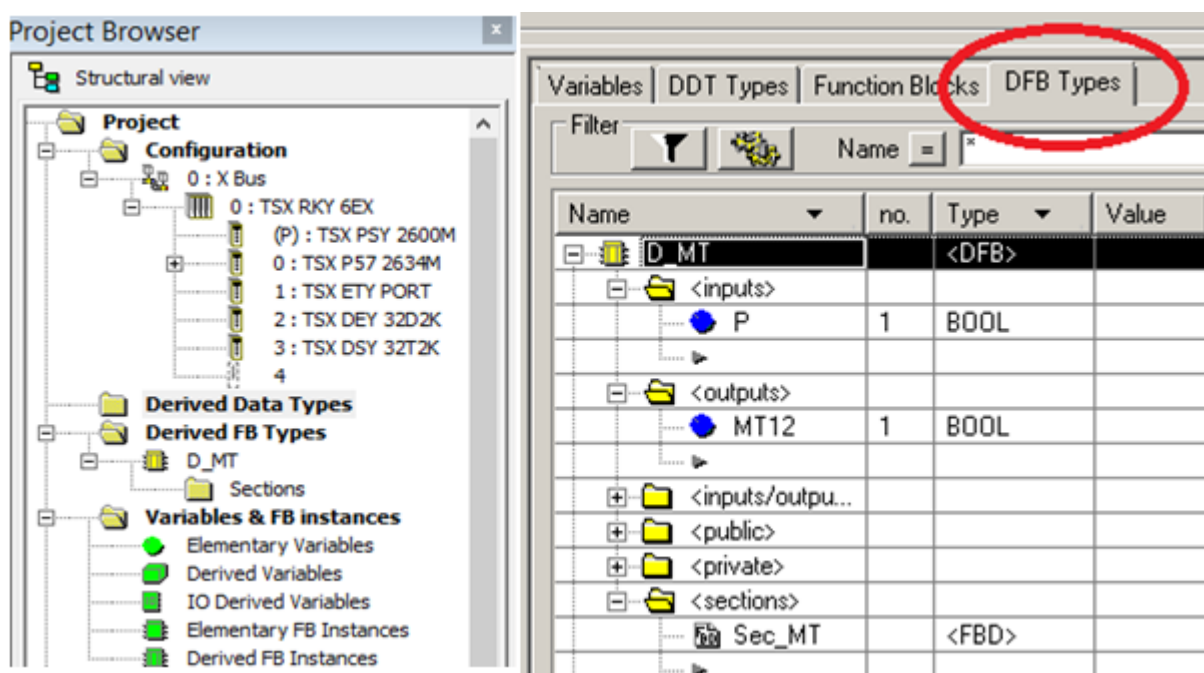 Project Browser
x
Structural view
Project
Configuration
0 : X Bus
0 : TSX RKY 6EX
(P) : TSX PSY 2600M
0 : TSX P57 2634M
1 : TSX ETY PORT
2 : TSX DEY 32D2K
3 : TSX DSY 32T2K
4
Derived Data Types
Derived FB Types
D_MT
Sections
Variables & FB instances
Elementary Variables
Derived Variables
IO Derived Variables
Elementary FB Instances
Derived FB Instances
Variables DDT Types Function Blocks DFB Types
Filter
Name = *
Name no. Type Value
D_MT <DFB>
<inputs>
P 1 BOOL
<outputs>
MT12 1 BOOL
<inputs/outpu...
<public>
<private>
<sections>
Sec_MT <FBD>